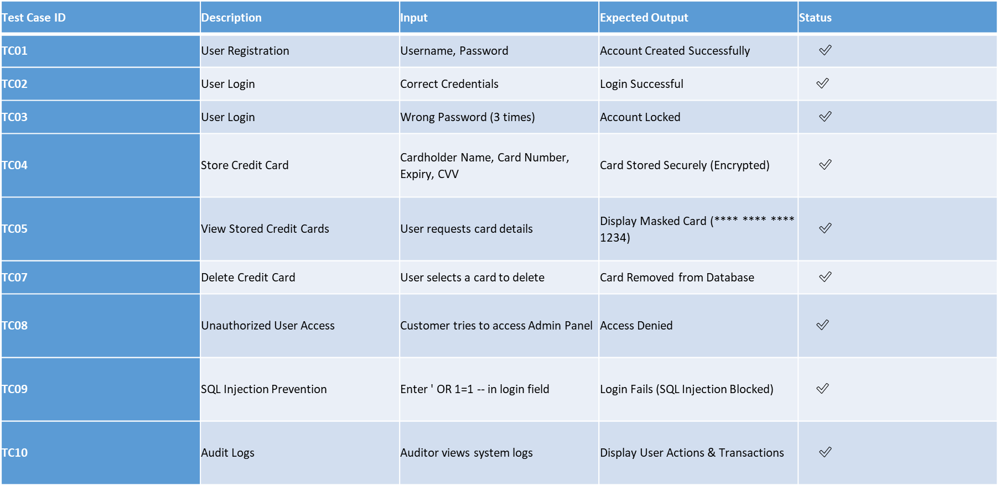 Test Case ID Description Input Expected Output Status
TC01 User Registration Username, Password Account Created Successfully ✓
TC02 User Login Correct Credentials Login Successful ✓
TC03 User Login Wrong Password (3 times) Account Locked ✓
TC04 Store Credit Card Cardholder Name, Card Number,
Expiry, CVV Card Stored Securely (Encrypted) ✓
TC05 View Stored Credit Cards User requests card details Display Masked Card (**** **** ****
1234) ✓
TC07 Delete Credit Card User selects a card to delete Card Removed from Database ✓
TC08 Unauthorized User Access Customer tries to access Admin Panel Access Denied ✓
TC09 SQL Injection Prevention Enter ' OR 1=1 -- in login field Login Fails (SQL Injection Blocked) ✓
TC10 Audit Logs Auditor views system logs Display User Actions & Transactions ✓